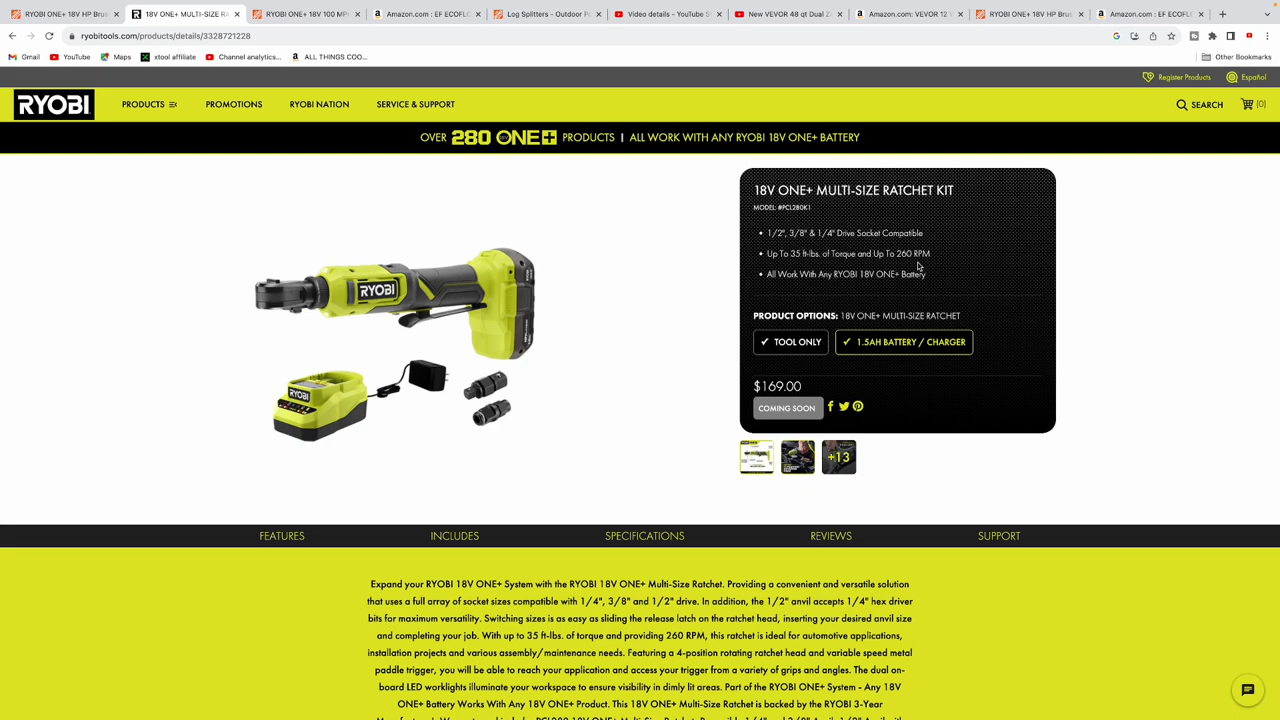 RYOBI ONE+ 18V HP Brus
18V ONE+ MULTI-SIZE RA
RYOBI ONE+ 18V 100 MP
Amazon.com : EF ECOFLO
Log Splitters - Outdoor P
Video details - YouTube S
New VEVOR 48 qt Dual Z
Amazon.com: VEVOR 12 V
RYOBI ONE+ 18V HP Brus
Amazon.com : EF ECOFLO
ryobitools.com/products/details/3328721228
Gmail
YouTube
Maps
xtool affiliate
Channel analytics...
ALL THINGS COO...
Other Bookmarks
Register Products
Español
RYOBI
PRODUCTS
PROMOTIONS
RYOBI NATION
SERVICE & SUPPORT
SEARCH
(0)
OVER 280 ONE+ PRODUCTS | ALL WORK WITH ANY RYOBI 18V ONE+ BATTERY
RYOBI
RYOBI
18V ONE+ MULTI-SIZE RATCHET KIT
MODEL: #PCL280K1
• 1/2", 3/8" & 1/4" Drive Socket Compatible
• Up To 35 ft-lbs. of Torque and Up To 260 RPM
• All Work With Any RYOBI 18V ONE+ Battery
PRODUCT OPTIONS: 18V ONE+ MULTI-SIZE RATCHET
✓ TOOL ONLY
✓ 1.5AH BATTERY / CHARGER
$169.00
COMING SOON
+13
FEATURES
INCLUDES
SPECIFICATIONS
REVIEWS
SUPPORT
Expand your RYOBI 18V ONE+ System with the RYOBI 18V ONE+ Multi-Size Ratchet. Providing a convenient and versatile solution
that uses a full array of socket sizes compatible with 1/4", 3/8" and 1/2" drive. In addition, the 1/2" anvil accepts 1/4" hex driver
bits for maximum versatility. Switching sizes is as easy as sliding the release latch on the ratchet head, inserting your desired anvil size
and completing your job. With up to 35 ft-lbs. of torque and providing 260 RPM, this ratchet is ideal for automotive applications,
installation projects and various assembly/maintenance needs. Featuring a 4-position rotating ratchet head and variable speed metal
paddle trigger, you will be able to reach your application and access your trigger from a variety of grips and angles. The dual on-
board LED worklights illuminate your workspace to ensure visibility in dimly lit areas. Part of the RYOBI ONE+ System - Any 18V
ONE+ Battery Works With Any 18V ONE+ Product. This 18V ONE+ Multi-Size Ratchet is backed by the RYOBI 3-Year